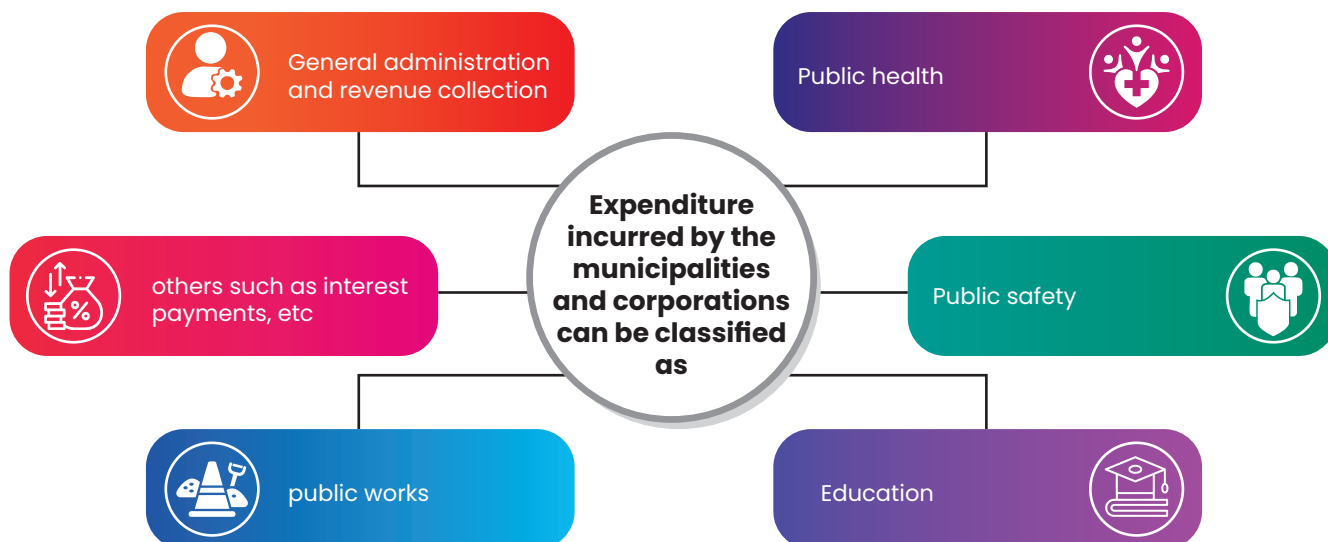 General administration
and revenue collection
Public health
Expenditure
incurred by the
municipalities
and corporations
can be classified
as
others such as interest
payments, etc
Public safety
public works
Education